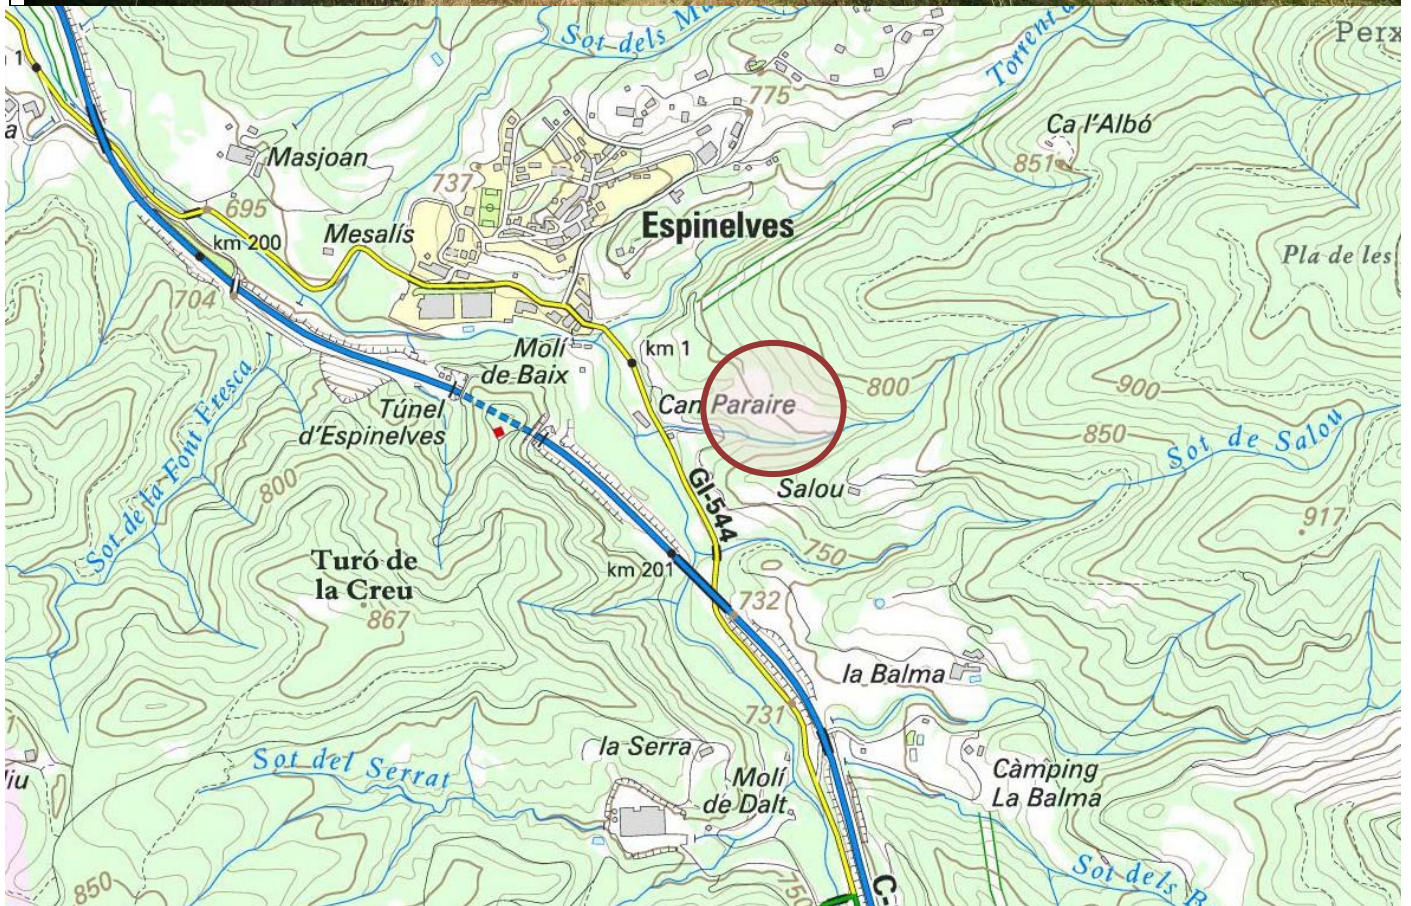 Sot dels
Perx
1
Torrent
775
a
Masjoan
Ca l'Albó
851
737
695
Espinelves
Mesalís
km 200
Pla de les
704
km 1
Molí
de Baix
800
900
Can Paraire
Túnel
d'Espinelves
850
Sot de Salou
Sot de la Font Fresca
800
Salou
GI-544
917
750
Turó de
la Creu
km 201
867
732
la Balma
731
la Serra
Sot del Serrat
Molí
de Dalt
Càmping
La Balma
850
Sot dels
C-